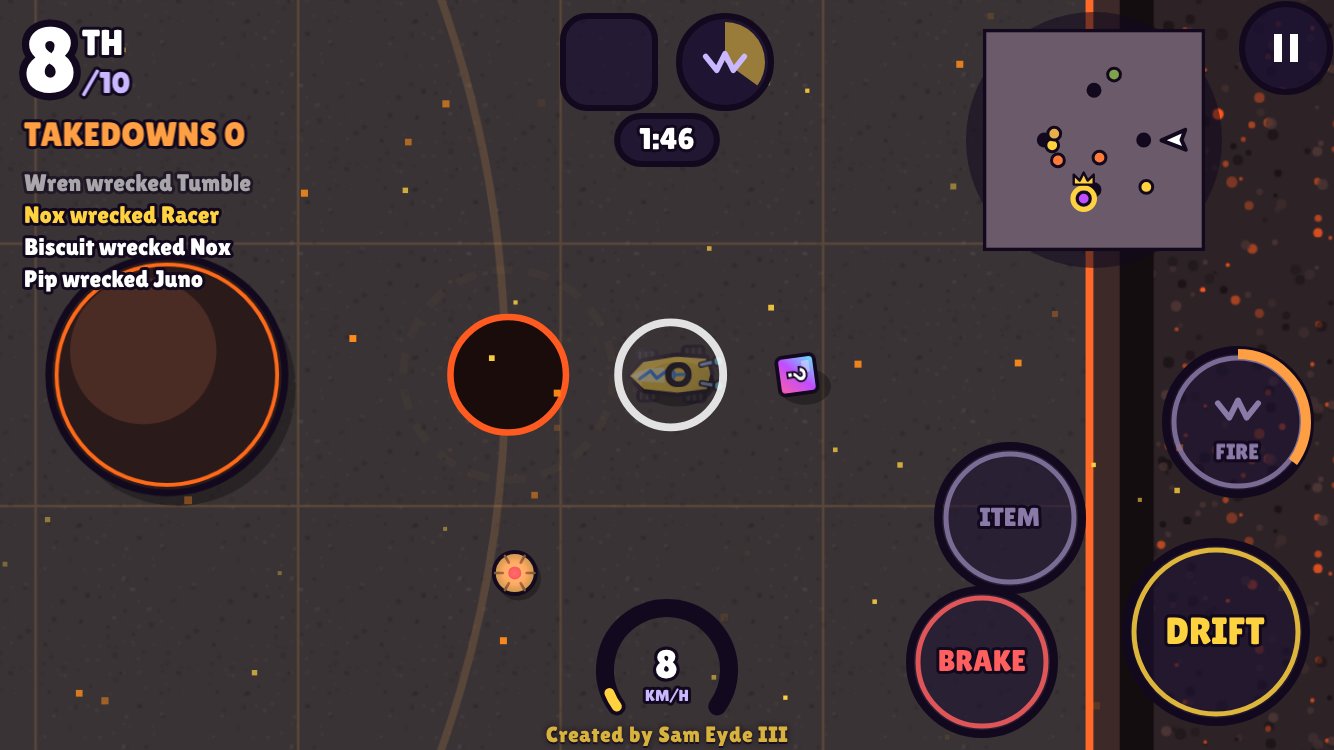 8TH
/10
TAKEDOWNS 0
Wren wrecked Tumble
Nox wrecked Racer
Biscuit wrecked Nox
Pip wrecked Juno
1:46
?
FIRE
ITEM
BRAKE
DRIFT
8
KM/H
Created by Sam Eyde III